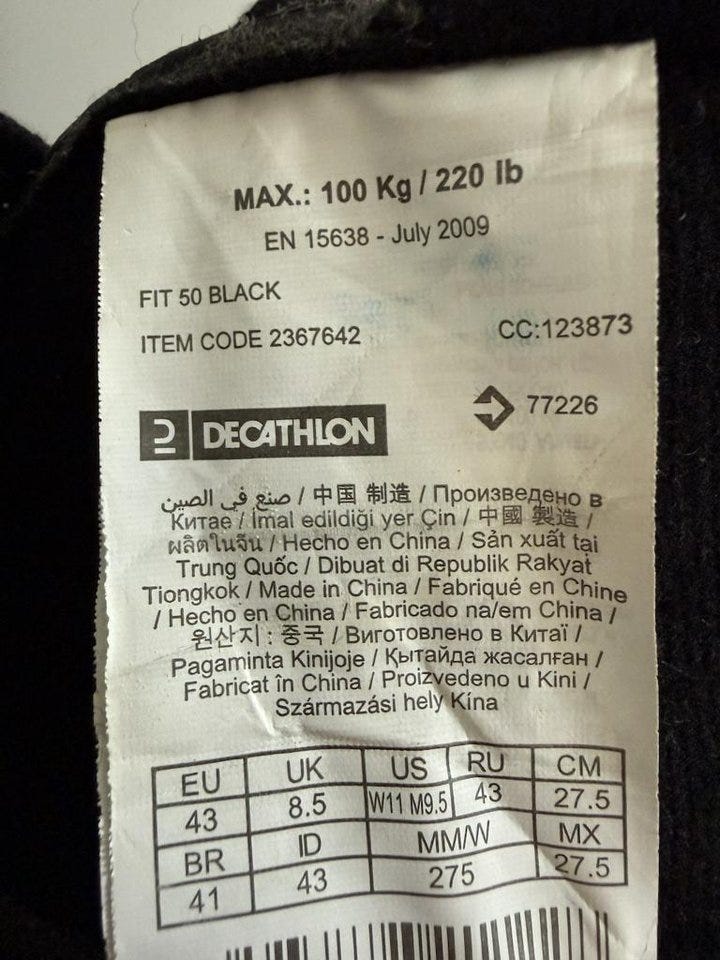 MAX.: 100 Kg / 220 lb
EN 15638 - July 2009
FIT 50 BLACK
ITEM CODE 2367642
CC:123873
77226
DECATHLON
صنع في الصين / 中国 制造 / Произведено в
Китае / İmal edildiği yer Çin / 中國 製造 /
ผลิตในจีน / Hecho en China / Sản xuất tại
Trung Quốc / Dibuat di Republik Rakyat
Tiongkok / Made in China / Fabriqué en Chine
/ Hecho en China / Fabricado na/em China /
원산지 : 중국 / Виготовлено в Китаї /
Pagaminta Kinijoje / Қытайда жасалған /
Fabricat în China / Proizvedeno u Kini /
Származási hely Kína
EU UK US RU CM
43 8.5 W11 M9.5 43 27.5
BR ID MM/W MX
41 43 275 27.5